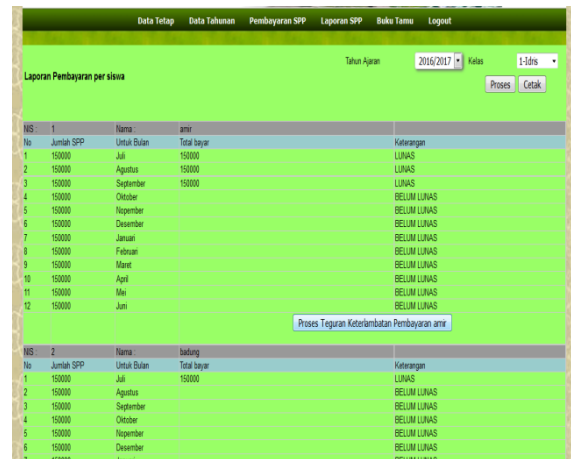 Data Tetap Data Tahunan Pembayaran SPP Laporan SPP Buku Tamu Logout
Tahun Ajaran 2016/2017 Kelas 1-Idris
Laporan Pembayaran per siswa
Proses Cetak
NIS : 1 Nama : amir
No Jumlah SPP Untuk Bulan Total bayar Keterangan
1 150000 Juli 150000 LUNAS
2 150000 Agustus 150000 LUNAS
3 150000 September 150000 LUNAS
4 150000 Oktober BELUM LUNAS
5 150000 Nopember BELUM LUNAS
6 150000 Desember BELUM LUNAS
7 150000 Januari BELUM LUNAS
8 150000 Februari BELUM LUNAS
9 150000 Maret BELUM LUNAS
10 150000 April BELUM LUNAS
11 150000 Mei BELUM LUNAS
12 150000 Juni BELUM LUNAS
Proses Teguran Keterlambatan Pembayaran amir
NIS : 2 Nama : badung
No Jumlah SPP Untuk Bulan Total bayar Keterangan
1 150000 Juli 150000 LUNAS
2 150000 Agustus BELUM LUNAS
3 150000 September BELUM LUNAS
4 150000 Oktober BELUM LUNAS
5 150000 Nopember BELUM LUNAS
6 150000 Desember BELUM LUNAS